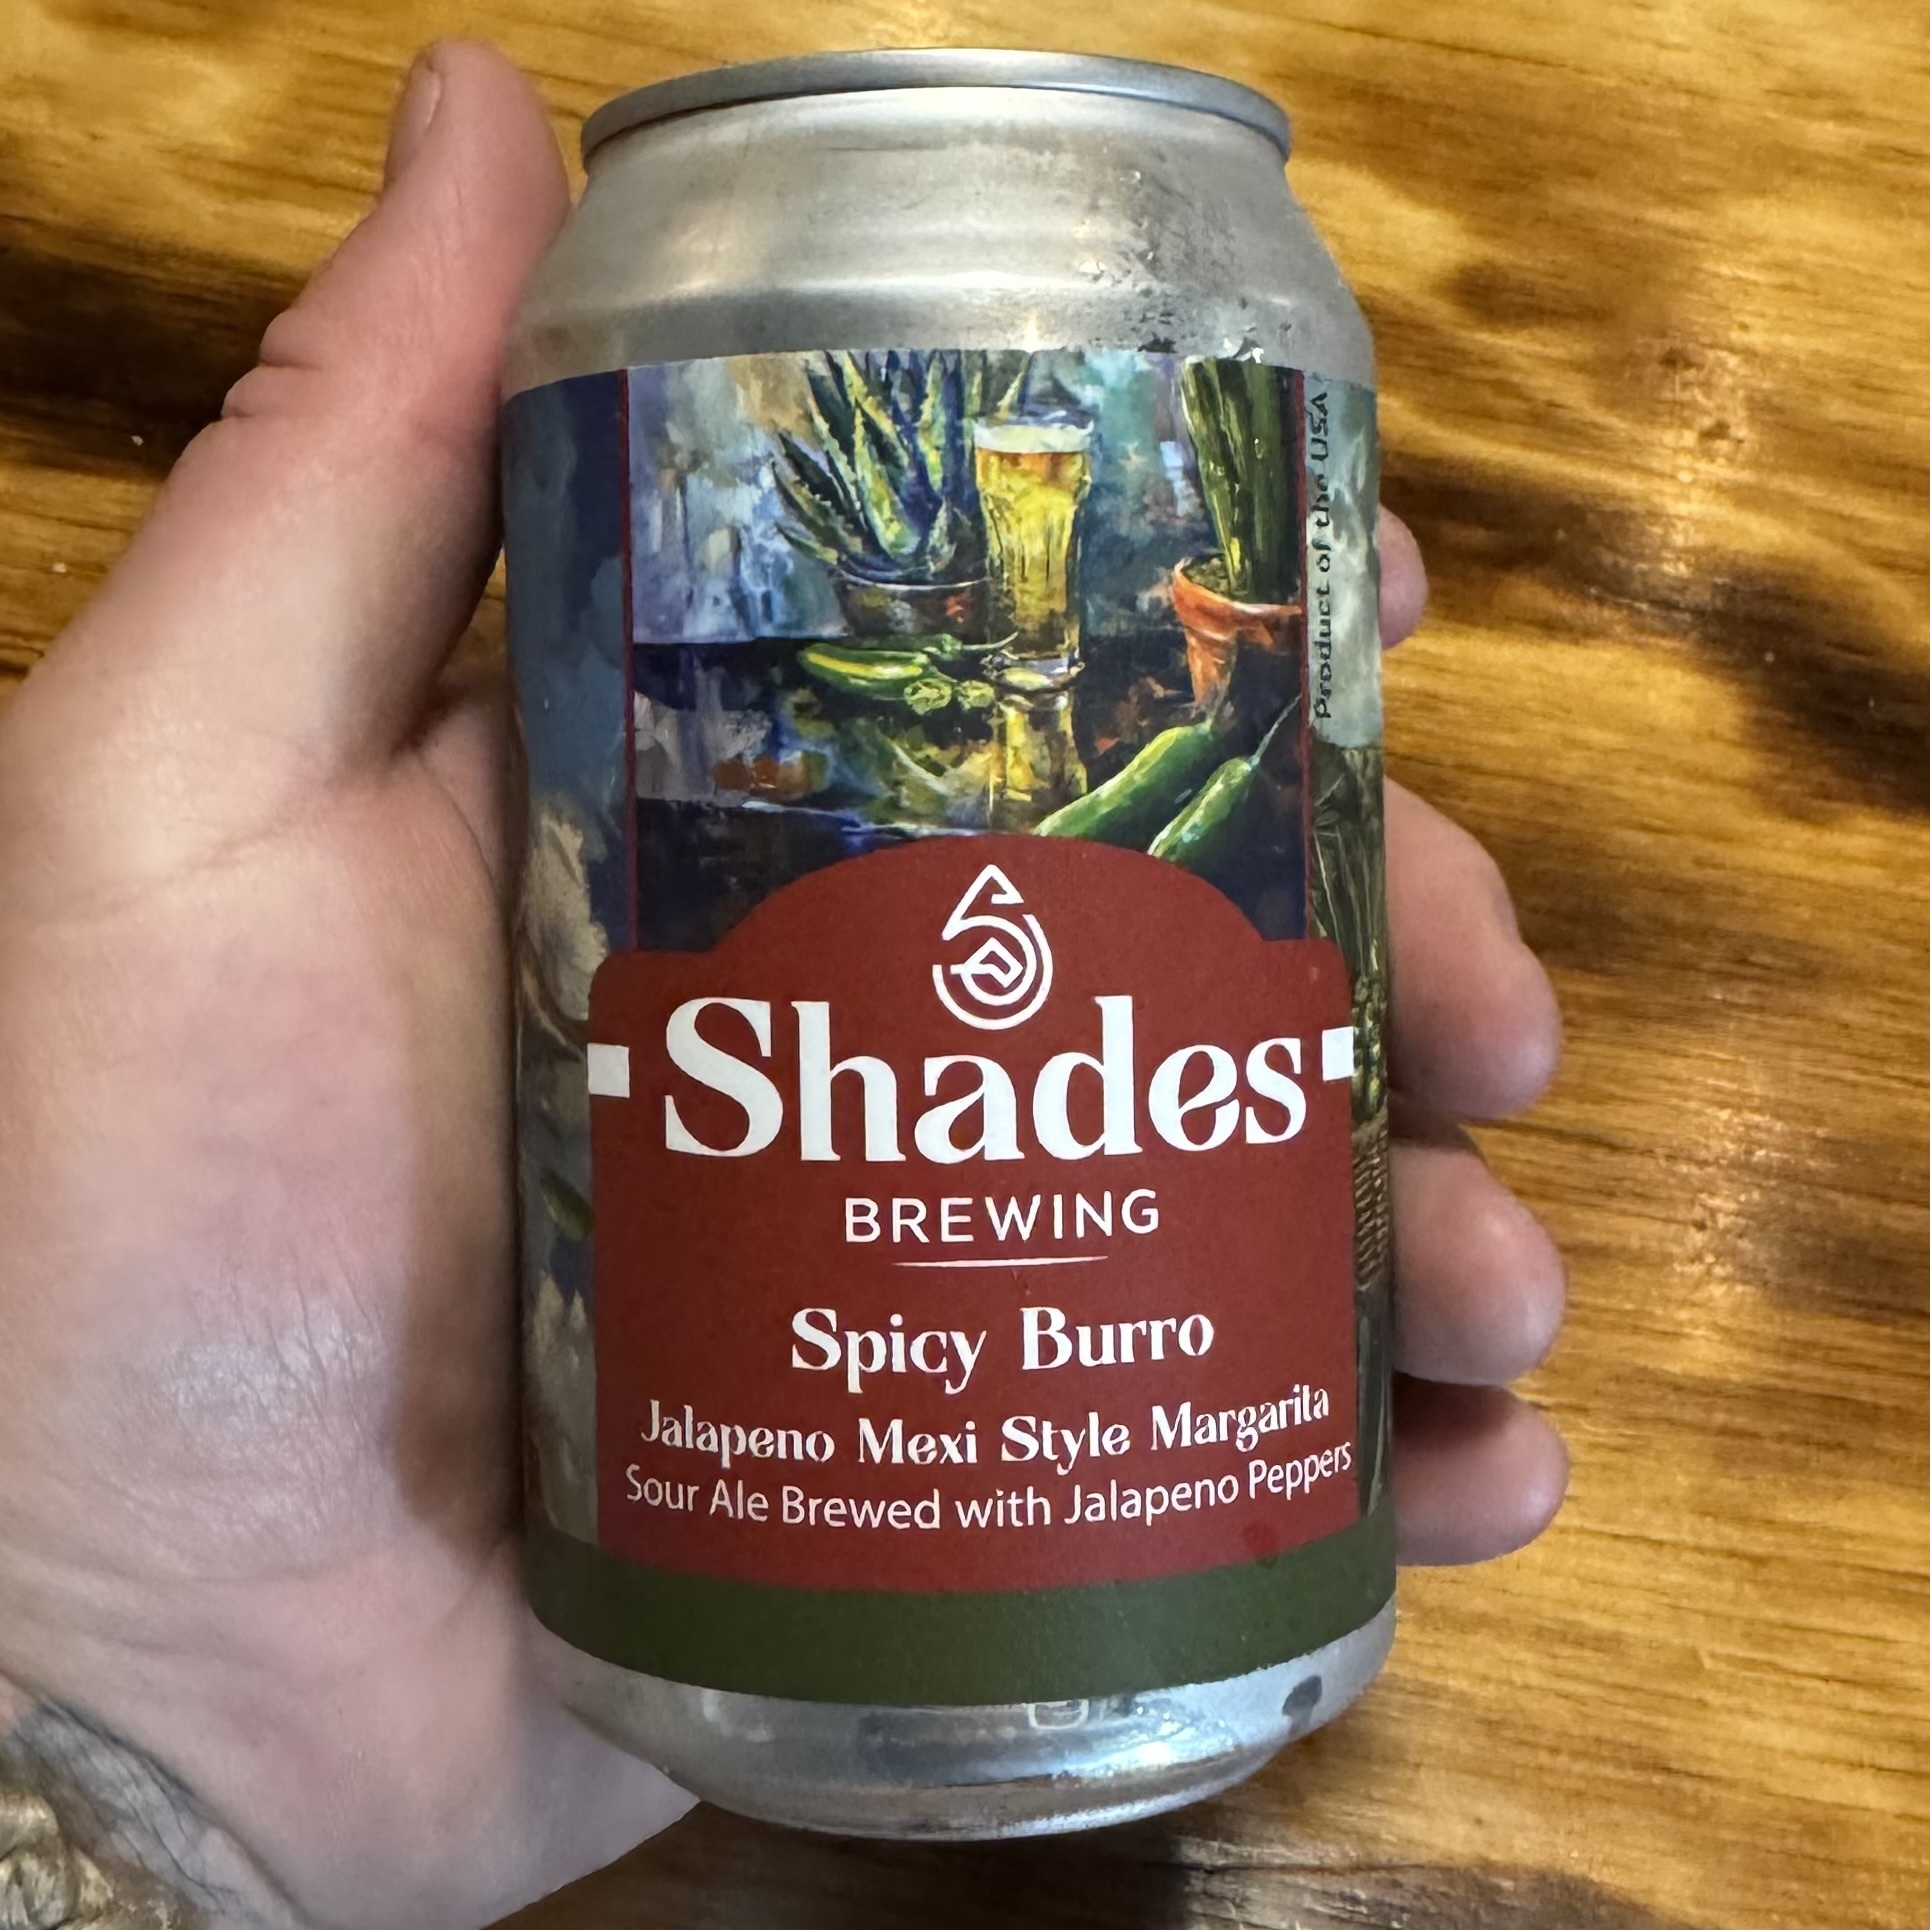 Product of the USA
Shades
BREWING
Spicy Burro
Jalapeno Mexi Style Margarita
Sour Ale Brewed with Jalapeno Peppers